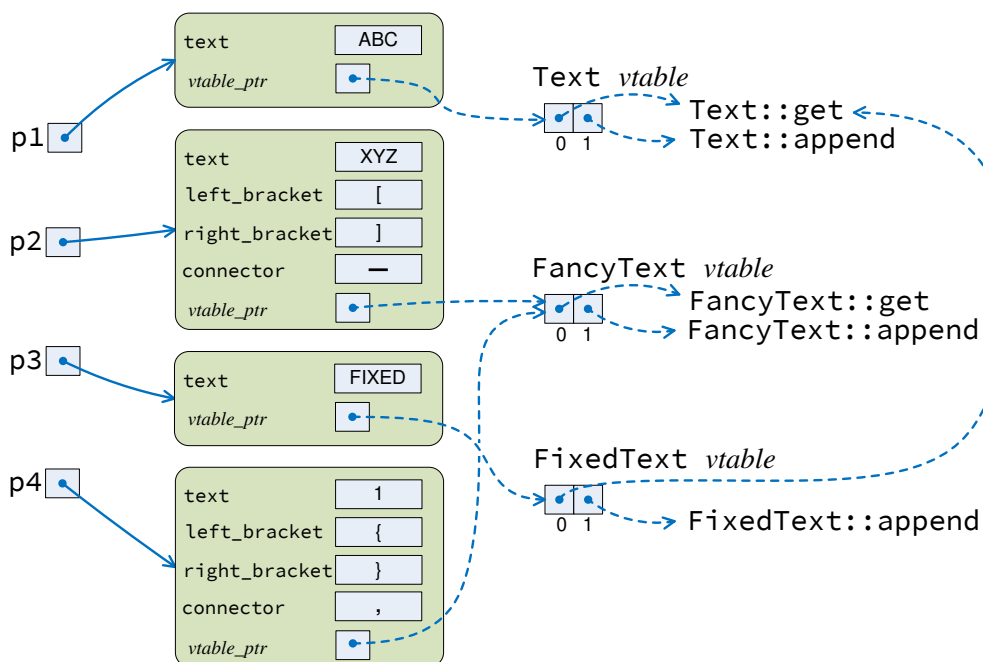 p1
text ABC
vtable_ptr
p2
text XYZ
left_bracket [
right_bracket ]
connector —
vtable_ptr
p3
text FIXED
vtable_ptr
p4
text 1
left_bracket {
right_bracket }
connector ,
vtable_ptr
Text vtable
0 1
Text::get
Text::append
FancyText vtable
0 1
FancyText::get
FancyText::append
FixedText vtable
0 1
FixedText::append